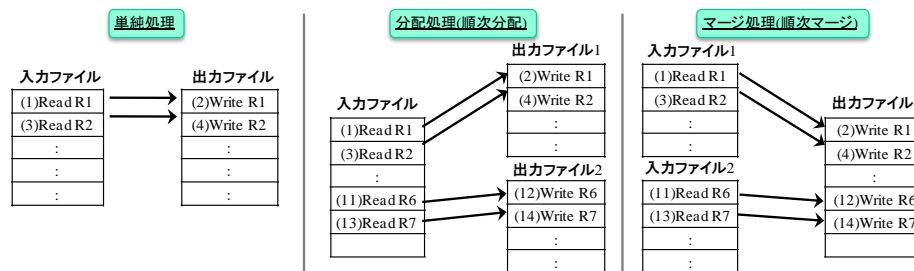 単純処理
入力ファイル
出力ファイル
(1)Read R1
(2)Write R1
(3)Read R2
(4)Write R2
:
:
:
:
:
:
分配処理(順次分配)
入力ファイル
(1)Read R1
(3)Read R2
:
(11)Read R6
(13)Read R7
出力ファイル1
(2)Write R1
(4)Write R2
:
:
出力ファイル2
(12)Write R6
(14)Write R7
:
:
マージ処理(順次マージ)
入力ファイル1
(1)Read R1
(3)Read R2
:
:
入力ファイル2
(11)Read R6
(13)Read R7
:
:
出力ファイル
(2)Write R1
(4)Write R2
:
(12)Write R6
(14)Write R7